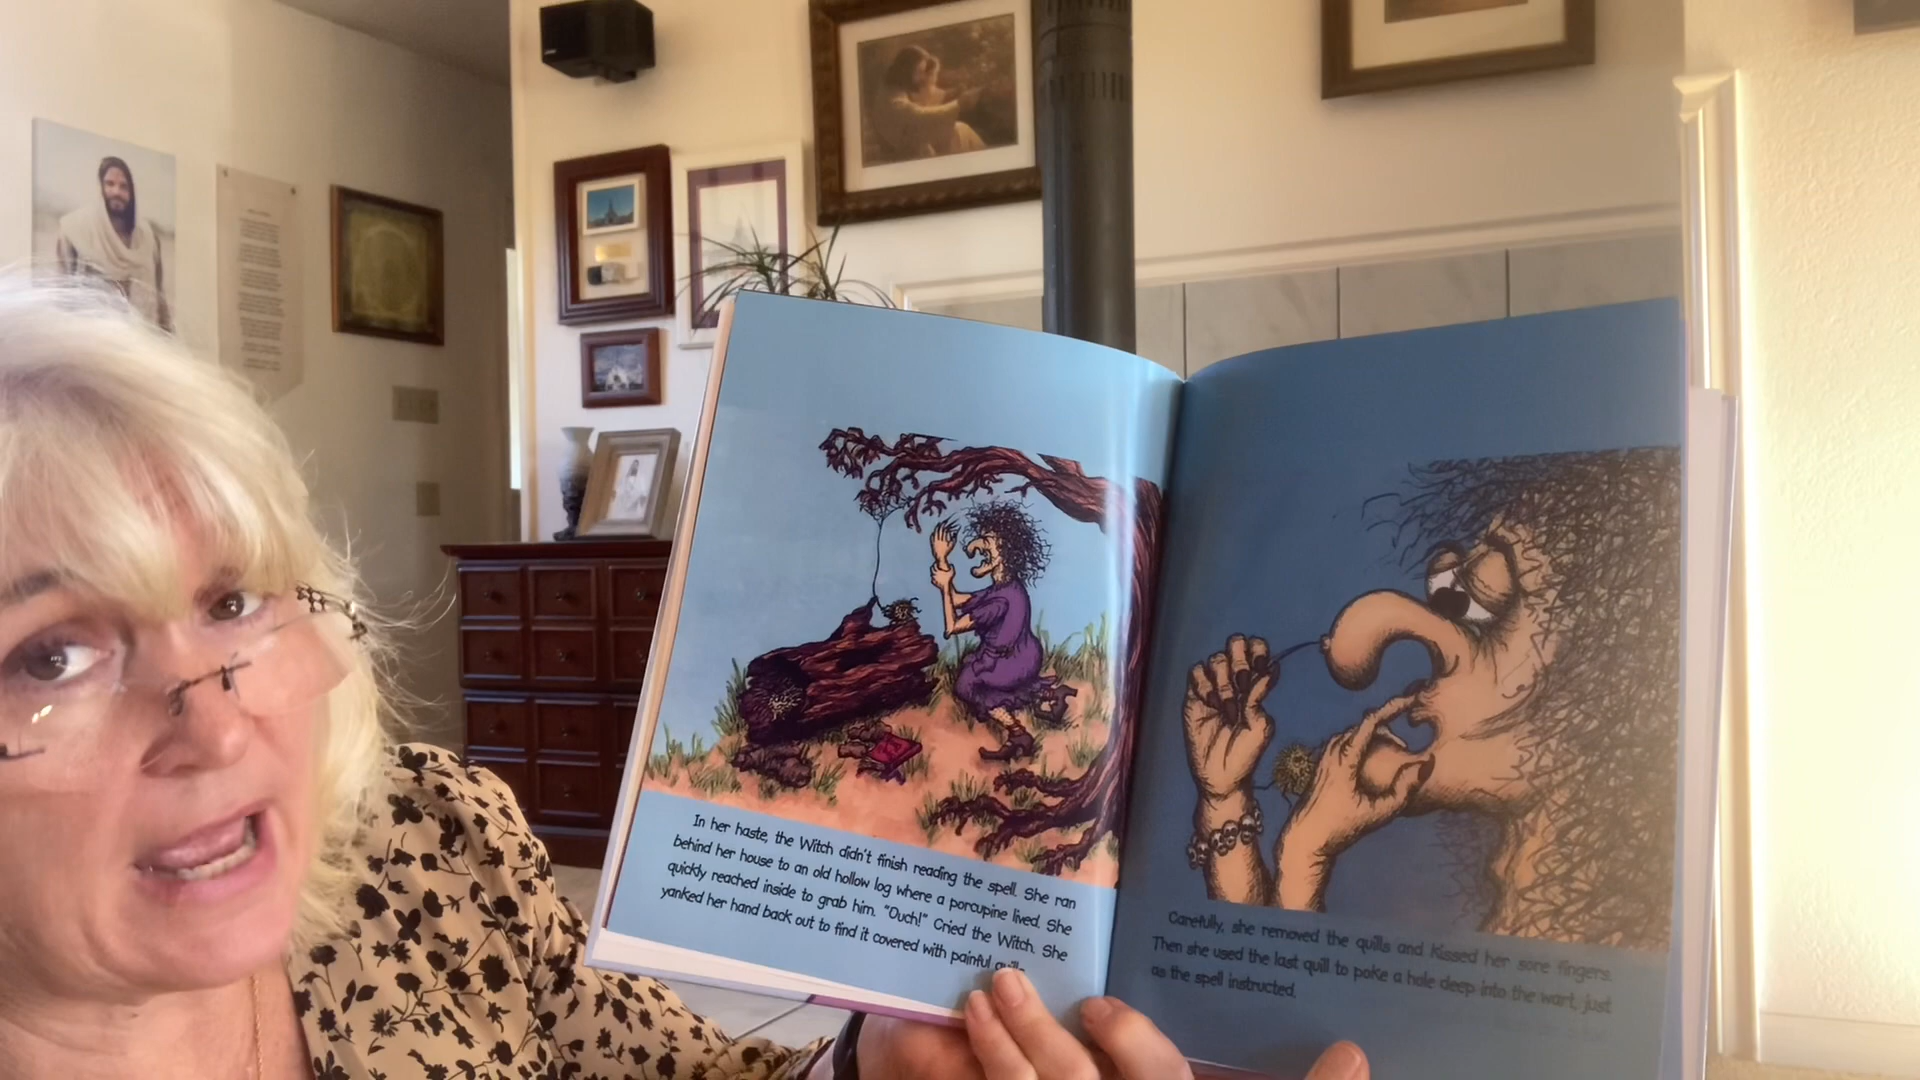 In her haste, the Witch didn't finish reading the spell. She ran
behind her house to an old hollow log where a porcupine lived. She
quickly reached inside to grab him. "Ouch!" Cried the Witch. She
yanked her hand back out to find it covered with painful quills.
Carefully, she removed the quills and kissed her sore fingers.
Then she used the last quill to poke a hole deep into the wart, just
as the spell instructed.